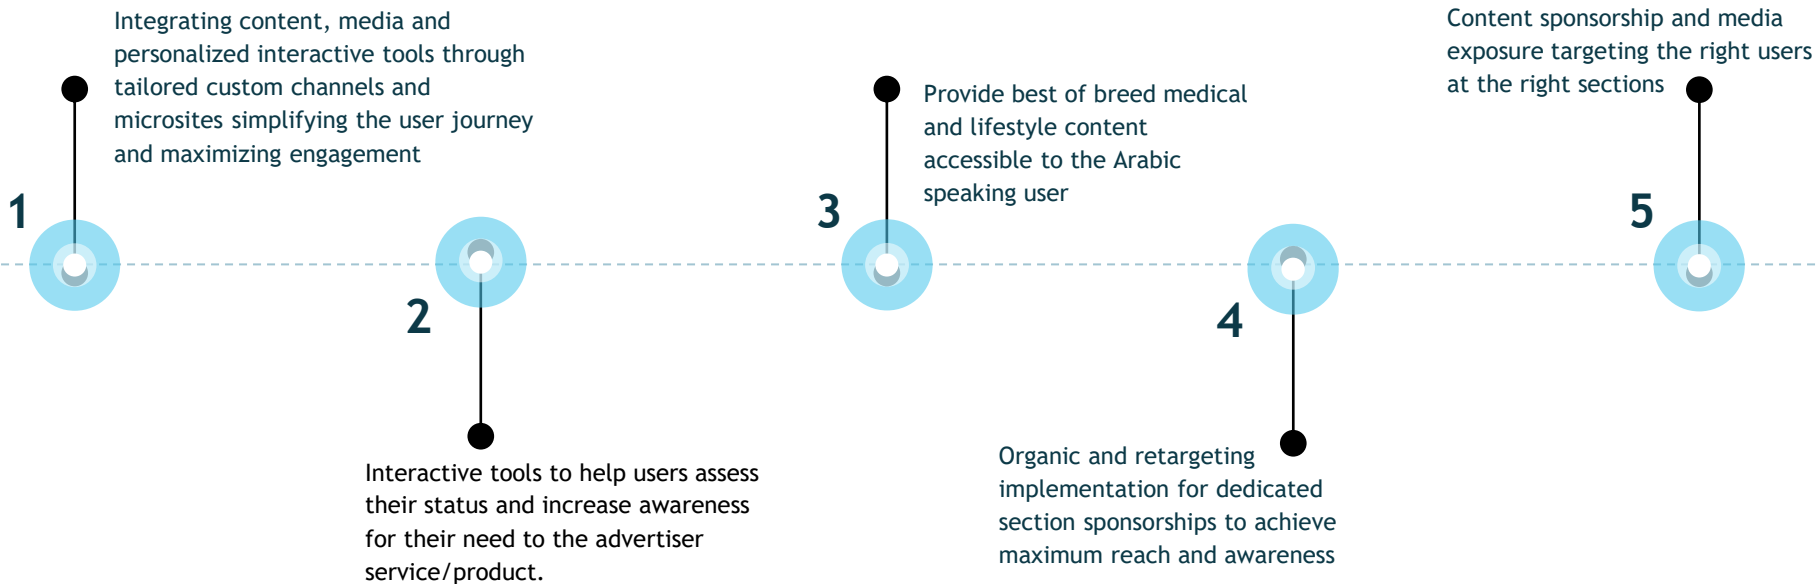 1
Integrating content, media and
personalized interactive tools through
tailored custom channels and
microsites simplifying the user journey
and maximizing engagement
2
Interactive tools to help users assess
their status and increase awareness
for their need to the advertiser
service/product.
3
Provide best of breed medical
and lifestyle content
accessible to the Arabic
speaking user
4
Organic and retargeting
implementation for dedicated
section sponsorships to achieve
maximum reach and awareness
5
Content sponsorship and media
exposure targeting the right users
at the right sections